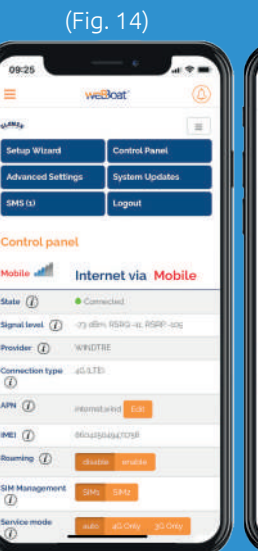 (Fig. 14)
09:25
weBoat
Setup Wizard Control Panel
Advanced Settings System Updates
SMS (1) Logout
Control panel
Mobile Internet via Mobile
State i Connected
Signal level i -73 dBm, RSRQ -11, RSRP -105
Provider i WINDTRE
Connection type i 4G (LTE)
APN i internet.wind Edit
IMEI i
Rouming i disable enable
SIM Management i SIM1 SIM2
Service mode i auto 4G Only 3G Only